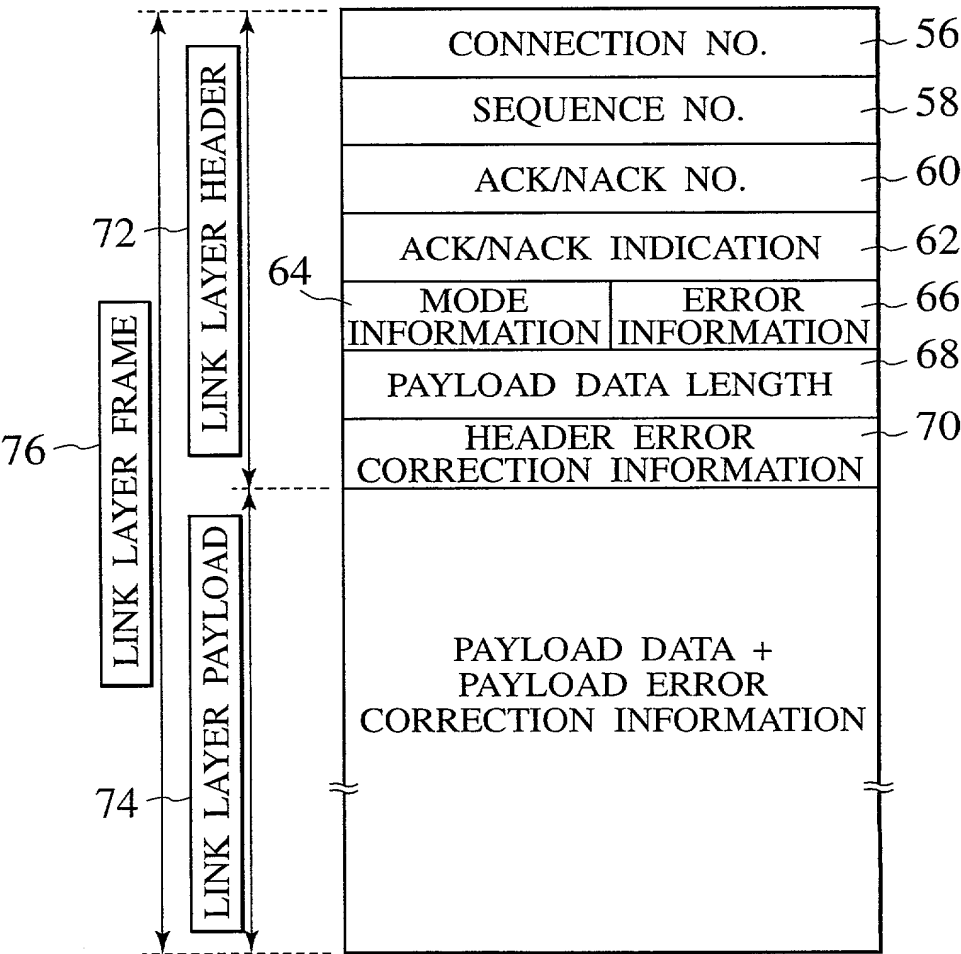 CONNECTION NO.
56
SEQUENCE NO.
58
ACK/NACK NO.
60
ACK/NACK INDICATION
62
64
MODE
INFORMATION
ERROR
INFORMATION
66
PAYLOAD DATA LENGTH
68
HEADER ERROR
CORRECTION INFORMATION
70
72
LINK LAYER HEADER
76
LINK LAYER FRAME
74
LINK LAYER PAYLOAD
PAYLOAD DATA +
PAYLOAD ERROR
CORRECTION INFORMATION